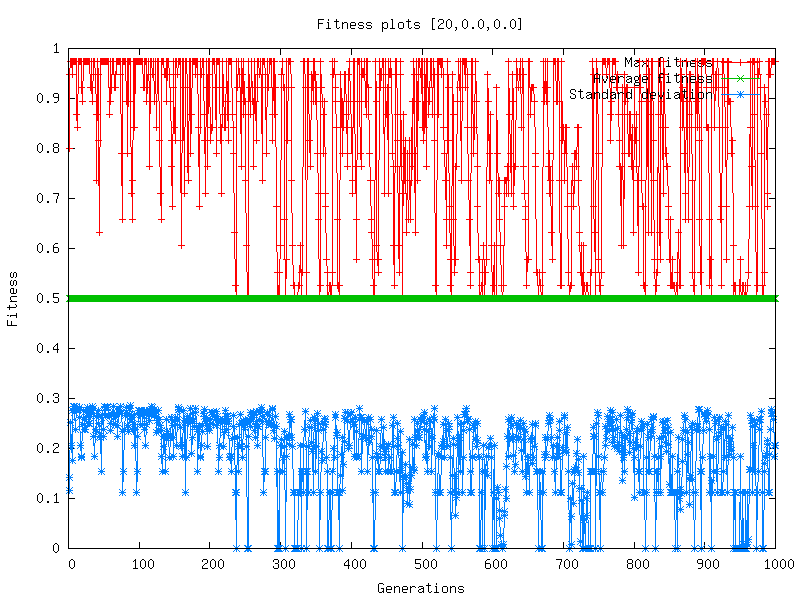 Fitness plots [20,0.0,0.0]
1
Max fitness
Average fitness
0.9
Standard deviation
0.8
0.7
0.6
Fitness
0.5
0.4
0.3
0.2
0.1
0
0 100 200 300 400 500 600 700 800 900 1000
Generations